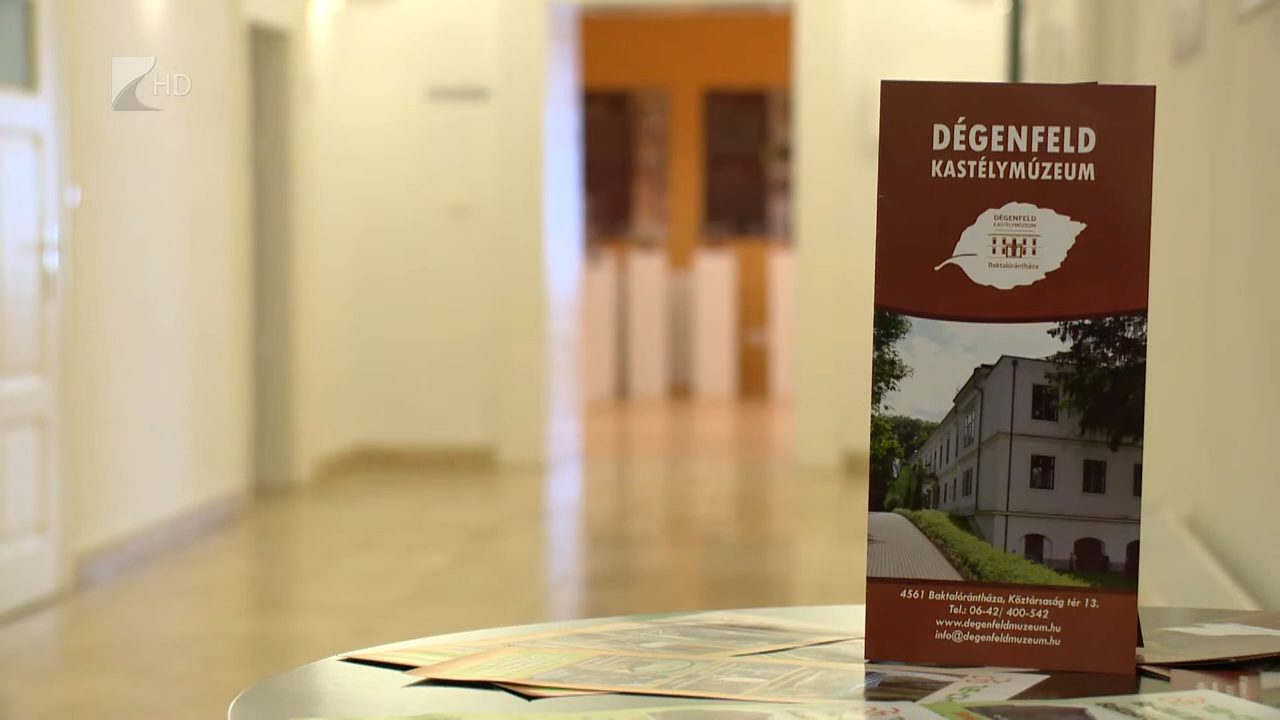 HD
DÉGENFELD
KASTÉLYMÚZEUM
DÉGENFELD
KASTÉLYMÚZEUM
Baktalórántháza
4561 Baktalórántháza, Köztársaság tér 13.
Tel.: 06-42/ 400-542
www.degenfeldmuzeum.hu
info@degenfeldmuzeum.hu